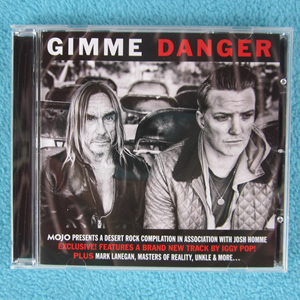 GIMME DANGER
MOJO PRESENTS A DESERT ROCK COMPILATION IN ASSOCIATION WITH JOSH HOMME
EXCLUSIVE! FEATURES A BRAND NEW TRACK BY IGGY POP!
PLUS MARK LANEGAN, MASTERS OF REALITY, UNKLE & MORE...